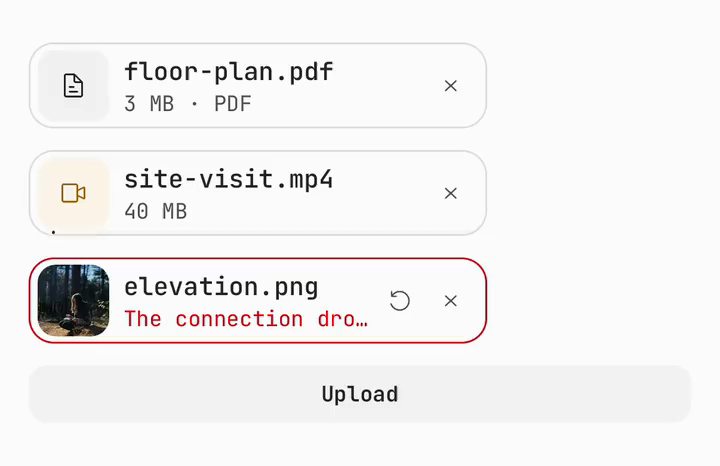 floor-plan.pdf
3 MB · PDF
site-visit.mp4
40 MB
elevation.png
The connection dro…
Upload